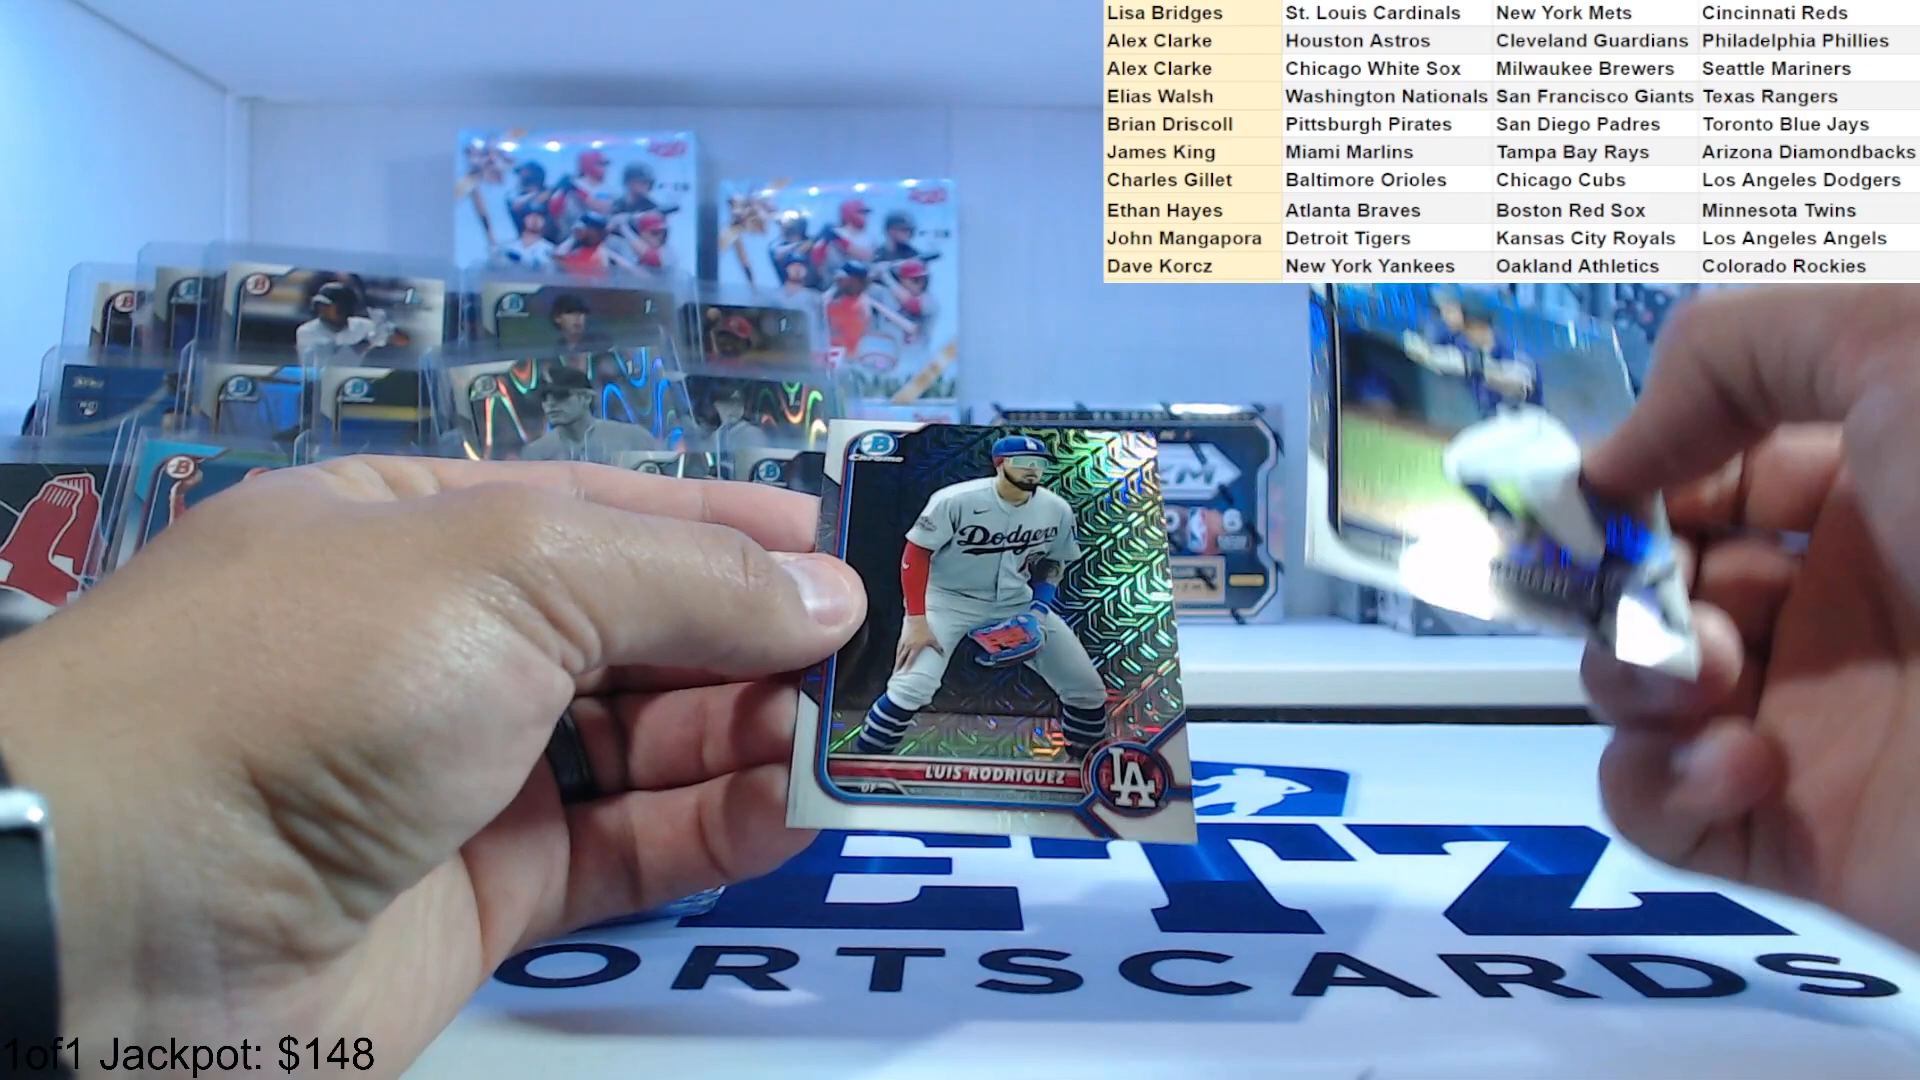 Lisa Bridges St. Louis Cardinals New York Mets Cincinnati Reds
Alex Clarke Houston Astros Cleveland Guardians Philadelphia Phillies
Alex Clarke Chicago White Sox Milwaukee Brewers Seattle Mariners
Elias Walsh Washington Nationals San Francisco Giants Texas Rangers
Brian Driscoll Pittsburgh Pirates San Diego Padres Toronto Blue Jays
James King Miami Marlins Tampa Bay Rays Arizona Diamondbacks
Charles Gillet Baltimore Orioles Chicago Cubs Los Angeles Dodgers
Ethan Hayes Atlanta Braves Boston Red Sox Minnesota Twins
John Mangapora Detroit Tigers Kansas City Royals Los Angeles Angels
Dave Korcz New York Yankees Oakland Athletics Colorado Rockies
B
CHROME
Dodgers
LUIS RODRIGUEZ
OF
LA
ETZ
ORTSCARDS
1of1 Jackpot: $148